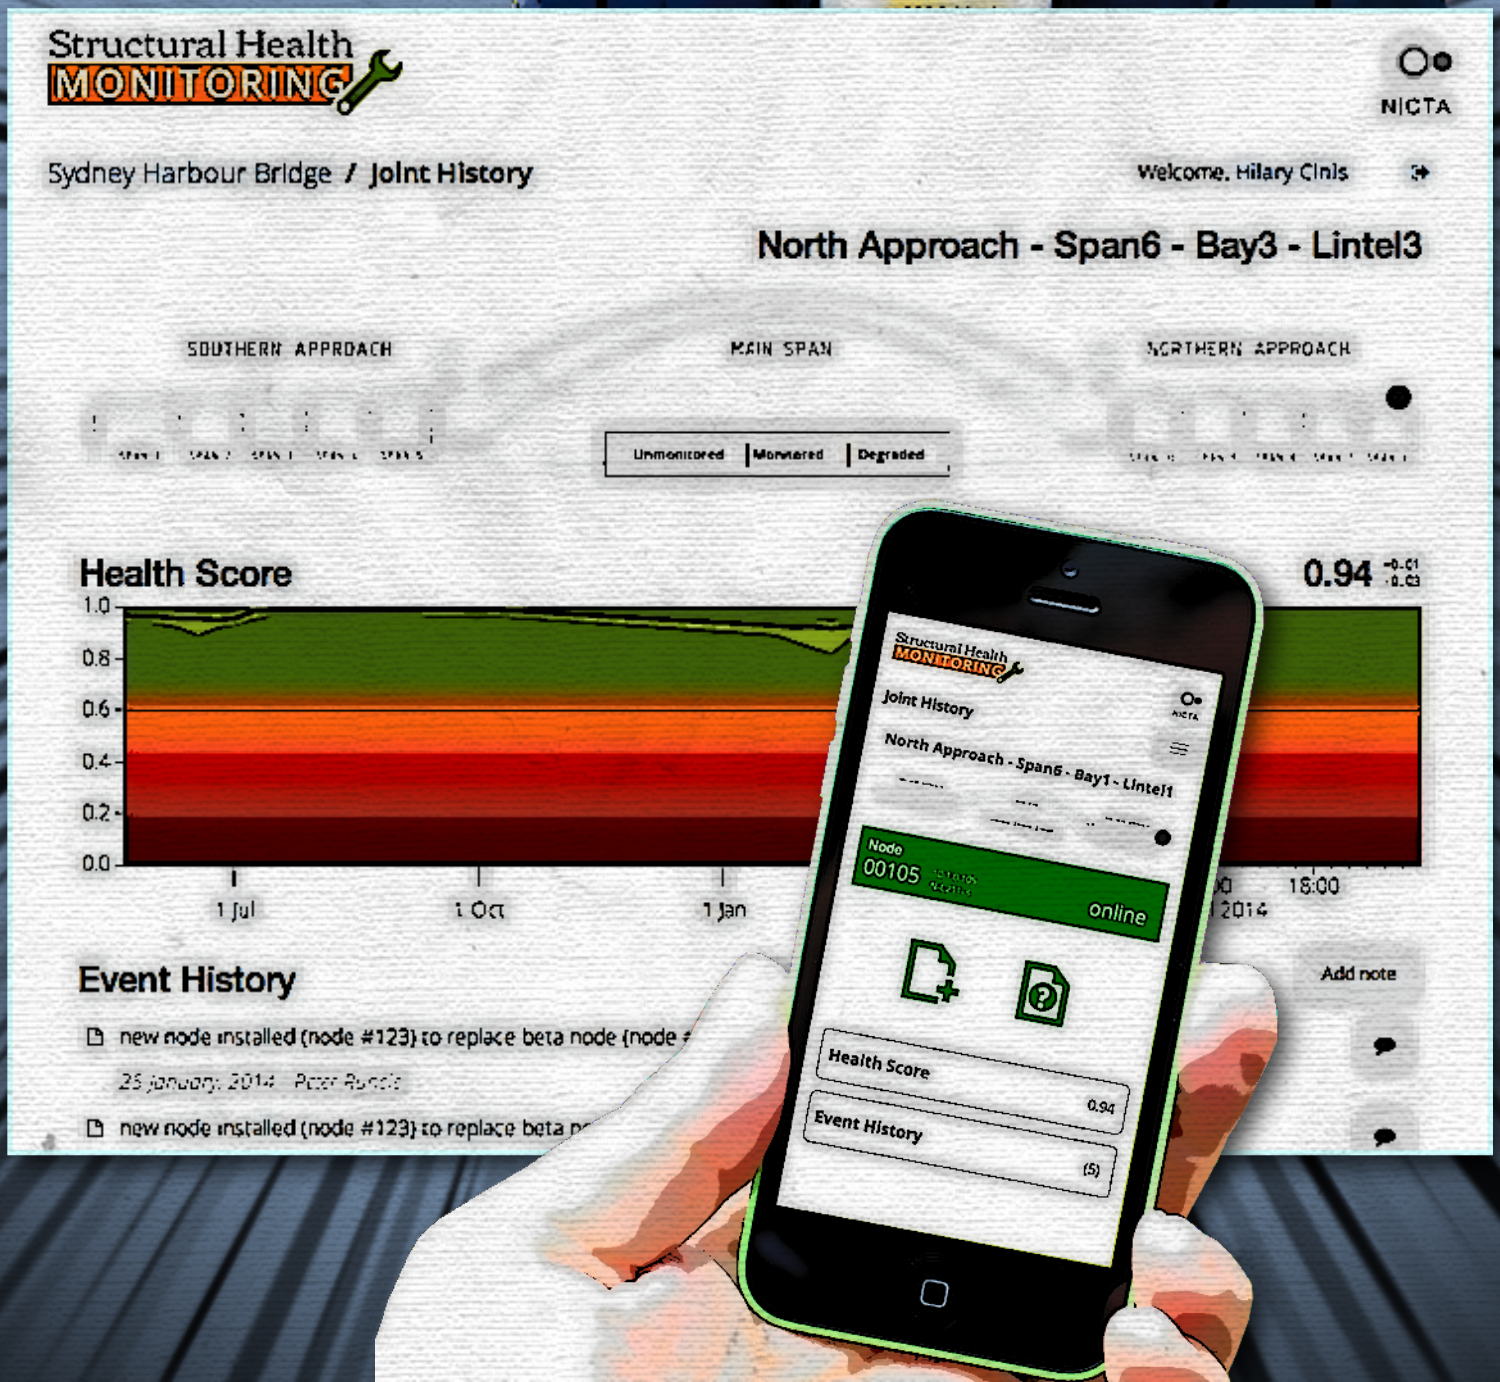 Structural Health
MONITORING
NICTA
Sydney Harbour Bridge / Joint History
Welcome, Hilary Cinis
North Approach - Span6 - Bay3 - Lintel3
SOUTHERN APPROACH
MAIN SPAN
NORTHERN APPROACH
Unmonitored
Monitored
Degraded
Health Score
0.94
1.0
0.8
0.6
0.4
0.2
0.0
1 Jul
1 Oct
1 Jan
18:00
2014
Event History
Add note
new node installed (node #123) to replace beta node (node
25 January, 2014
new node installed (node #123) to replace beta
Structural Health
MONITORING
NICTA
Joint History
North Approach - Span6 - Bay1 - Lintel1
Node
00105
online
Health Score
0.94
Event History
(5)